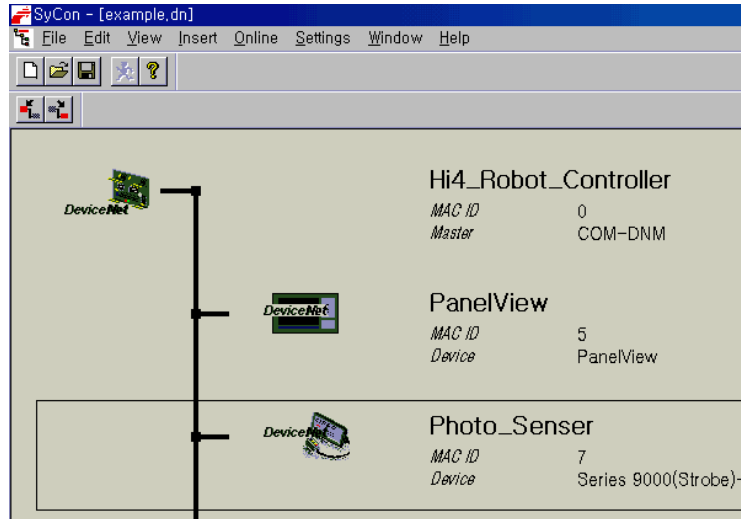 SyCon - [example.dn]
File Edit View Insert Online Settings Window Help
Hi4_Robot_Controller
DeviceNet
MAC ID 0
Master COM-DNM
PanelView
DeviceNet
MAC ID 5
Device PanelView
Photo_Senser
DeviceNet
MAC ID 7
Device Series 9000(Strobe)-